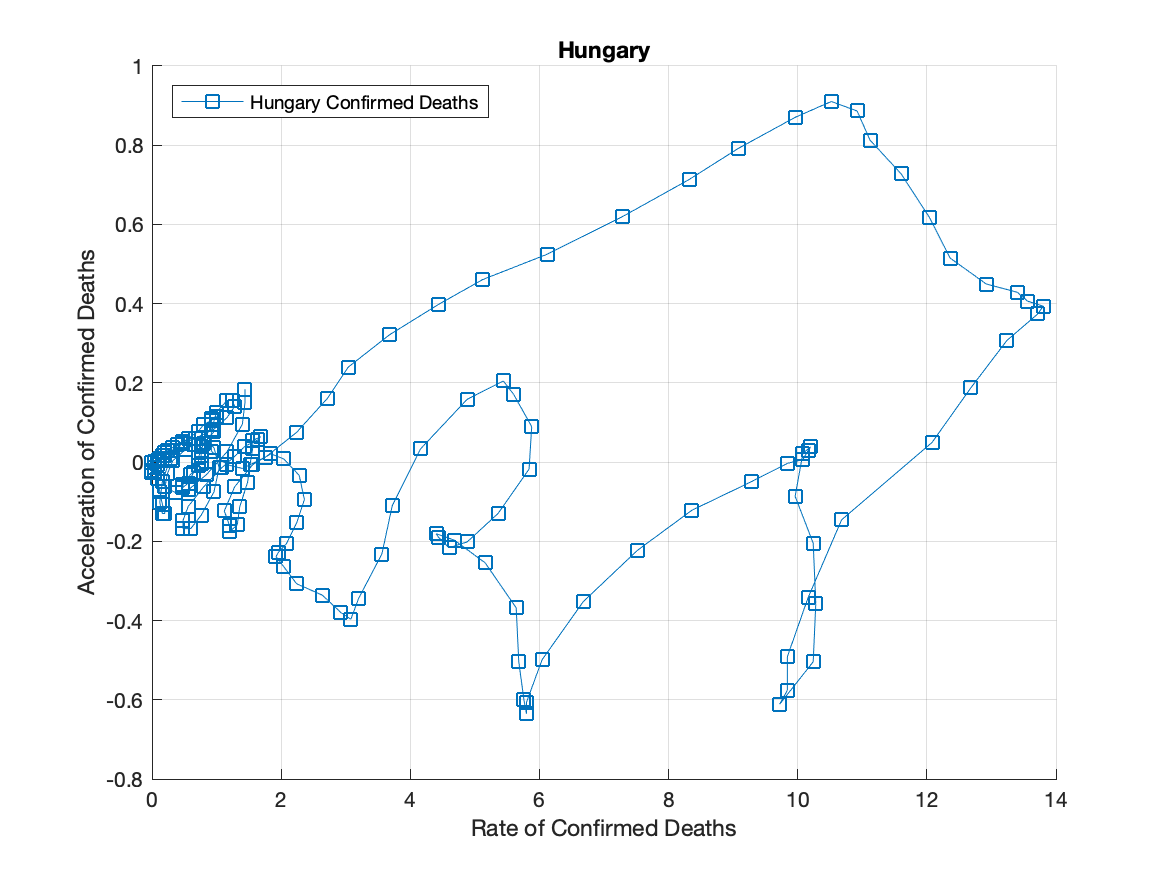 Hungary
Hungary Confirmed Deaths
1
0.8
0.6
0.4
0.2
0
-0.2
-0.4
-0.6
-0.8
Acceleration of Confirmed Deaths
0 2 4 6 8 10 12 14
Rate of Confirmed Deaths